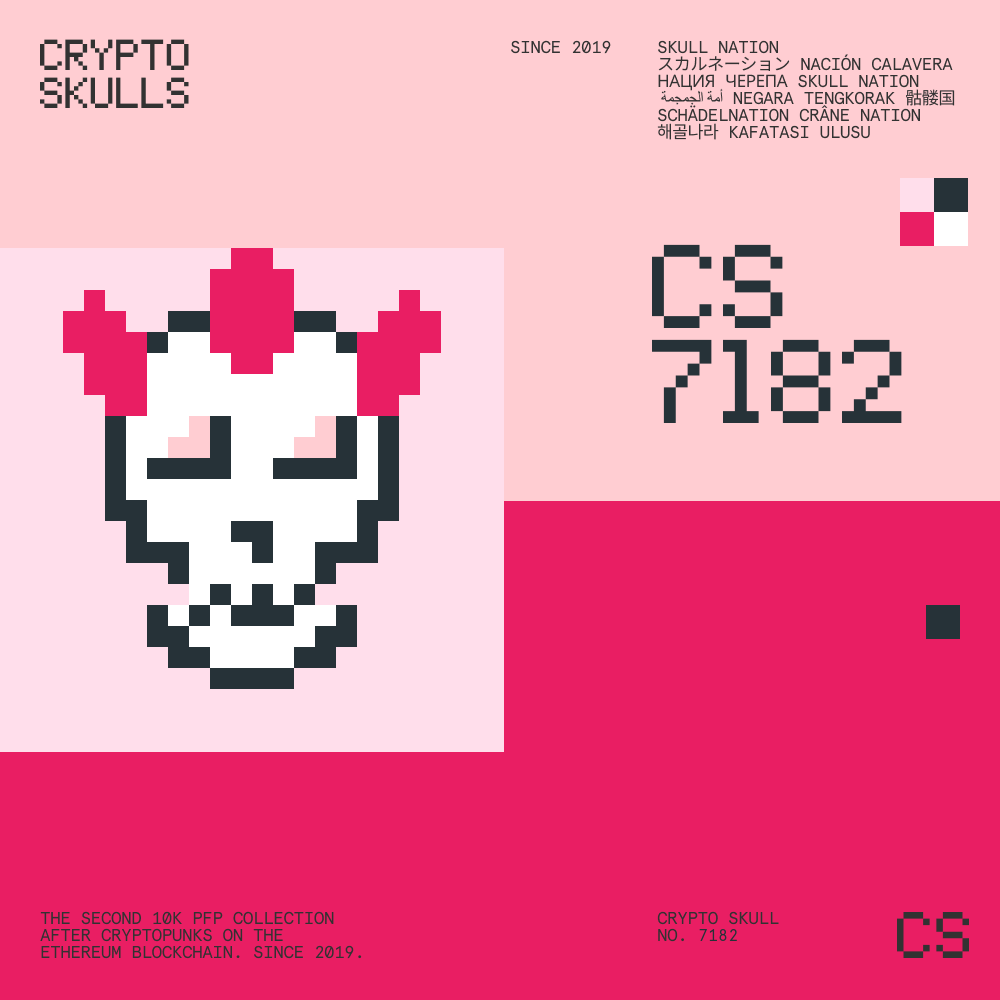 CRYPTO
SKULLS
SINCE 2019
SKULL NATION
スカルネーション NACIÓN CALAVERA
НАЦИЯ ЧЕРЕПА SKULL NATION
أمة الجمجمة NEGARA TENGKORAK 骷髅国
SCHÄDELNATION CRÂNE NATION
해골나라 KAFATASI ULUSU
CS
7182
THE SECOND 10K PFP COLLECTION
AFTER CRYPTOPUNKS ON THE
ETHEREUM BLOCKCHAIN. SINCE 2019.
CRYPTO SKULL
NO. 7182
CS